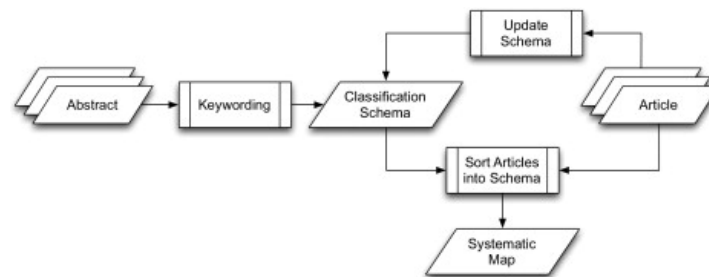 Update
Schema
Abstract
Keywording
Classification
Schema
Article
Sort Articles
into Schema
Systematic
Map